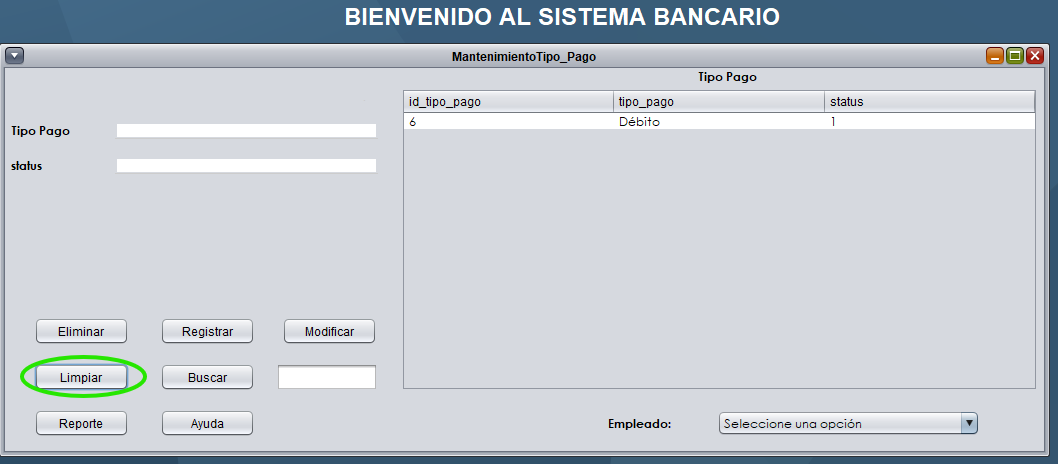 BIENVENIDO AL SISTEMA BANCARIO
MantenimientoTipo_Pago
Tipo Pago
id_tipo_pago tipo_pago status
6 Débito 1
Tipo Pago
status
Eliminar Registrar Modificar
Limpiar Buscar
Reporte Ayuda
Empleado: Seleccione una opción